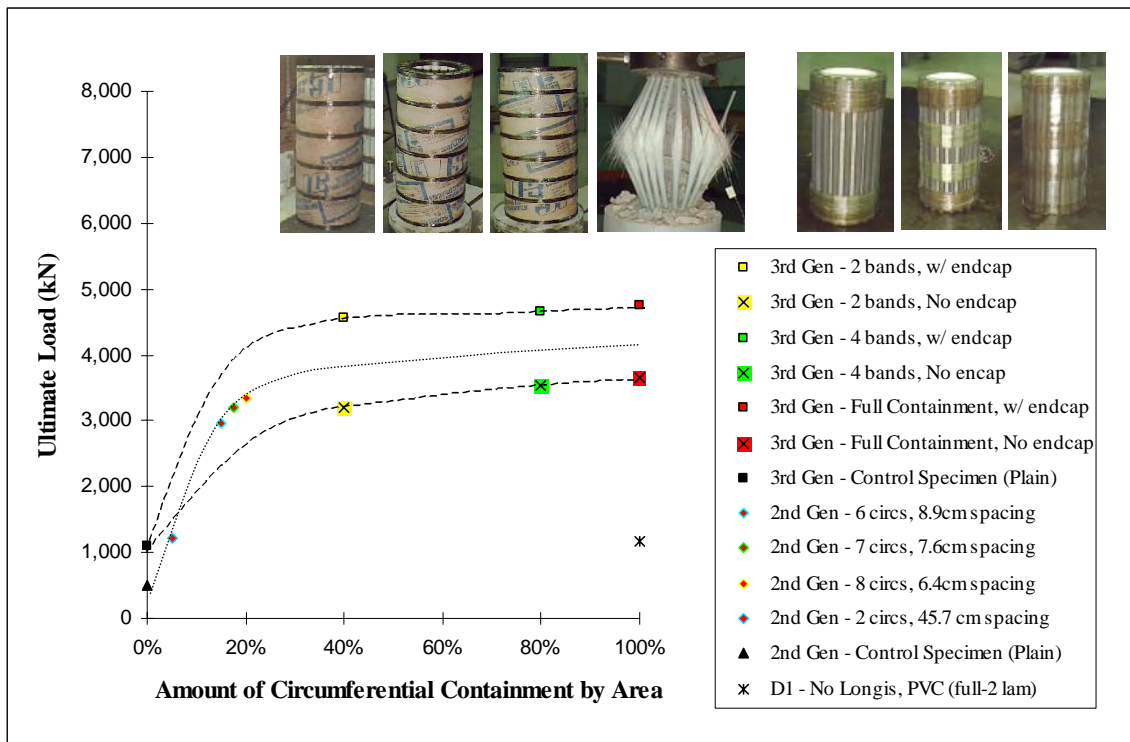 8,000
7,000
6,000
5,000
4,000
3,000
2,000
1,000
0
Ultimate Load (kN)
0% 20% 40% 60% 80% 100%
Amount of Circumferential Containment by Area
3rd Gen - 2 bands, w/ endcap
3rd Gen - 2 bands, No endcap
3rd Gen - 4 bands, w/ endcap
3rd Gen - 4 bands, No encap
3rd Gen - Full Containment, w/ endcap
3rd Gen - Full Containment, No endcap
3rd Gen - Control Specimen (Plain)
2nd Gen - 6 circs, 8.9cm spacing
2nd Gen - 7 circs, 7.6cm spacing
2nd Gen - 8 circs, 6.4cm spacing
2nd Gen - 2 circs, 45.7 cm spacing
2nd Gen - Control Specimen (Plain)
D1 - No Longis, PVC (full-2 lam)